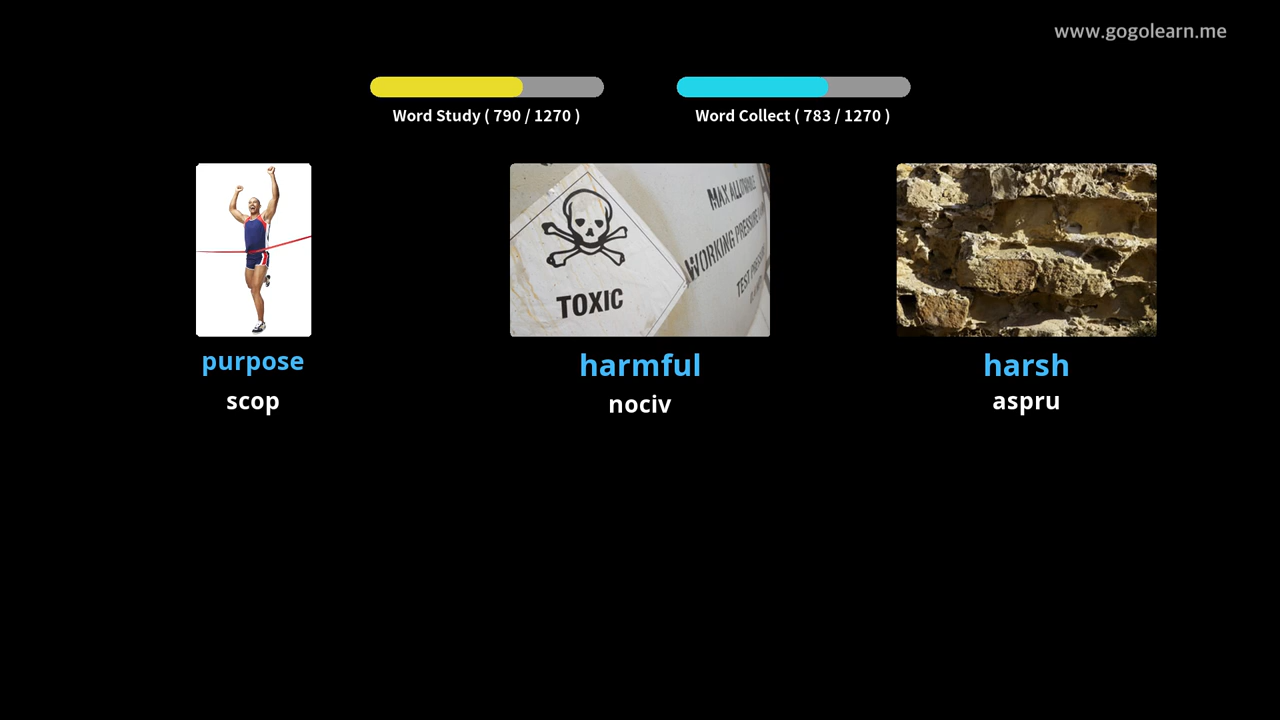 www.gogolearn.me
Word Study ( 790 / 1270 )
Word Collect ( 783 / 1270 )
TOXIC
MAX ALLOWABLE
WORKING PRESSURE
TEST PRESS
purpose
harmful
harsh
scop
nociv
aspru